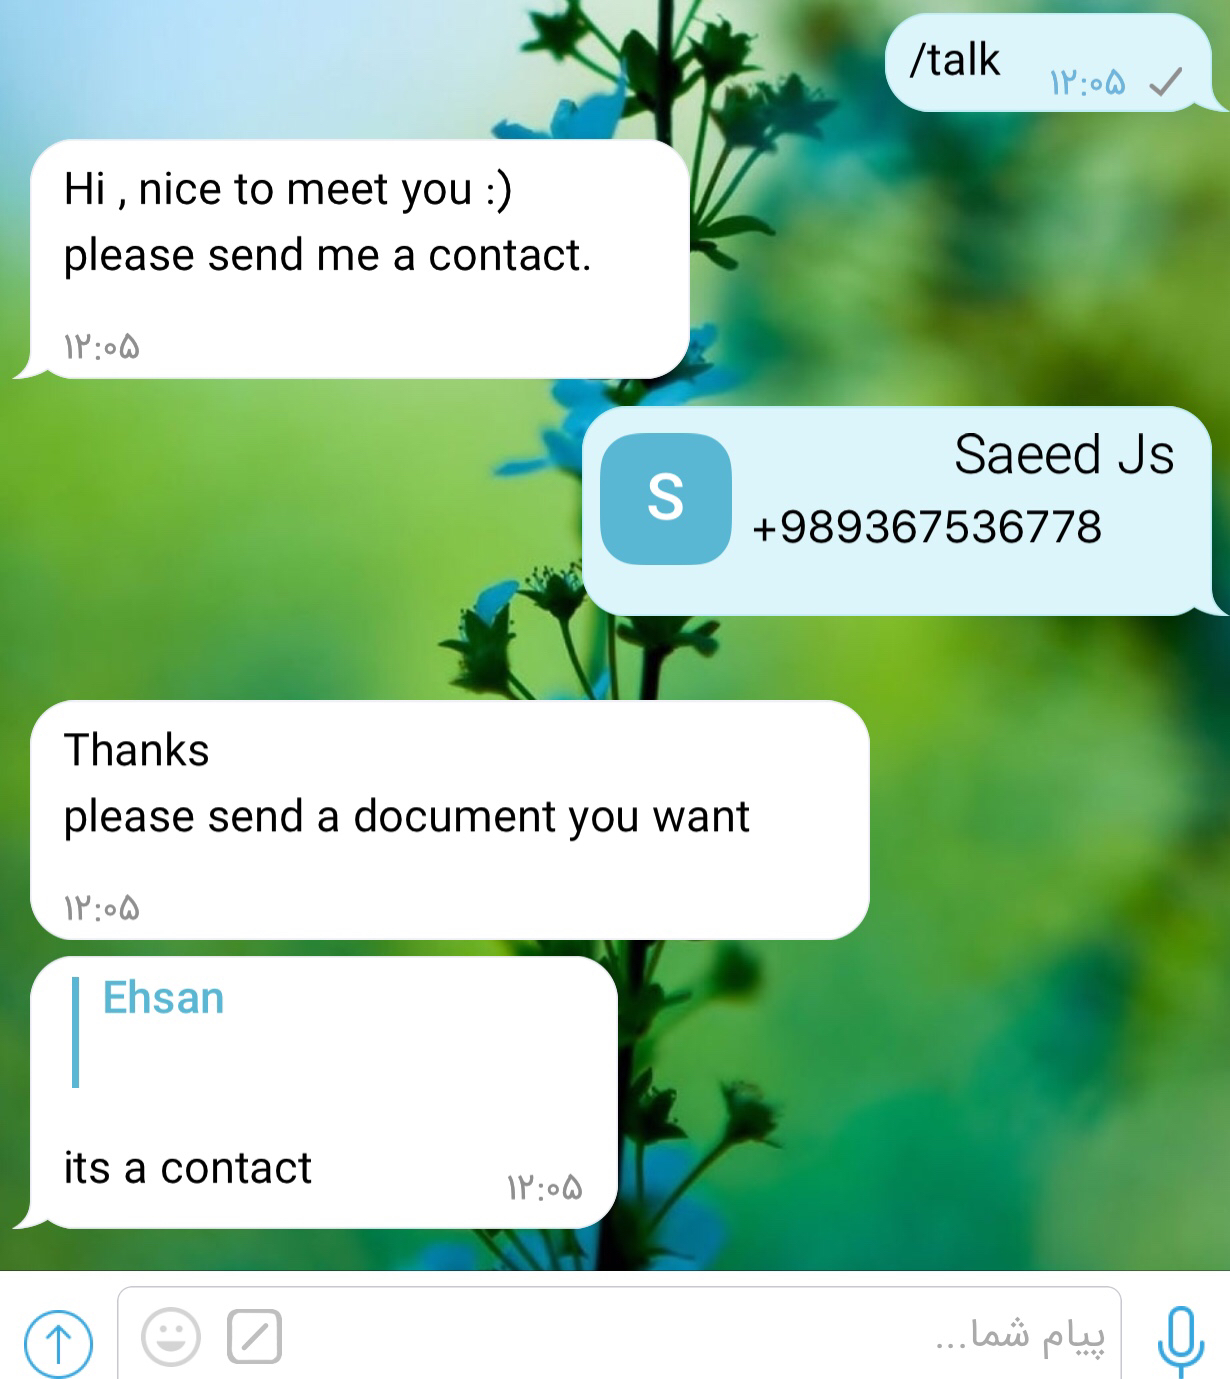 /talk
۱۲:۰۵
Hi , nice to meet you :)
please send me a contact.
۱۲:۰۵
S
Saeed Js
+989367536778
Thanks
please send a document you want
۱۲:۰۵
Ehsan
its a contact
۱۲:۰۵
پیام شما...